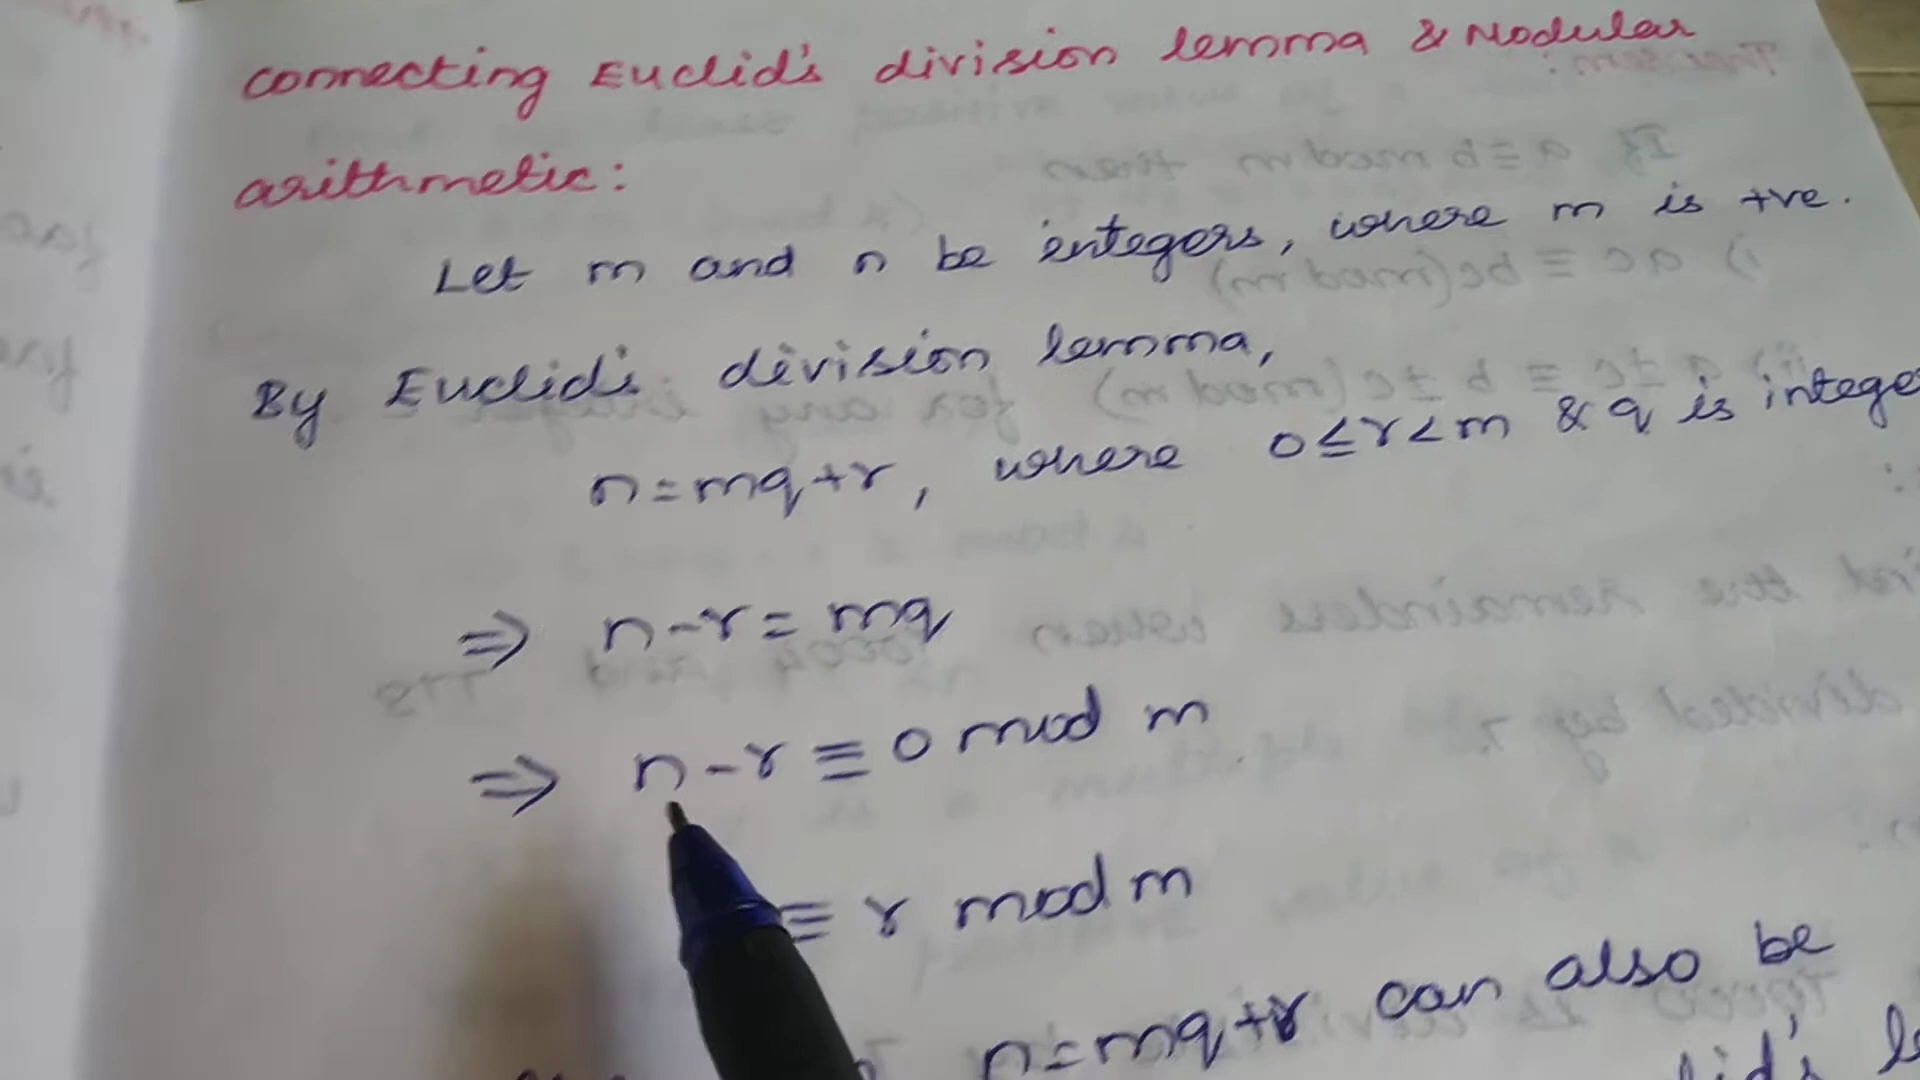 connecting Euclid's division lemma & Modular
arithmetic:
Let m and n be integers, where m is +ve.
By Euclid's division lemma,
n=mq+r, where 0≤r<m & q is intege
⇒ n-r=mq
⇒ n-r≡0 mod m
≡ r mod m
n=mq+r can also be